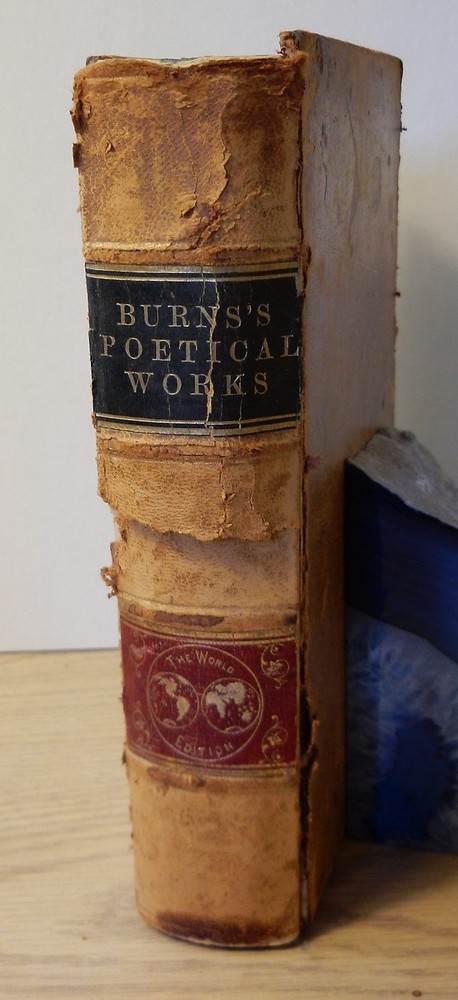 BURNS'S
POETICAL
WORKS
THE WORLD
EDITION